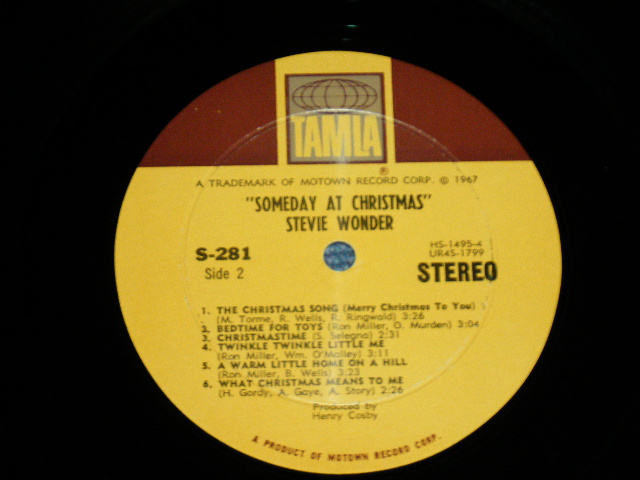 TAMLA
®
A TRADEMARK OF MOTOWN RECORD CORP. © 1967
"SOMEDAY AT CHRISTMAS"
STEVIE WONDER
S-281
Side 2
HS-1495-4
UR4S-1799
STEREO
1. THE CHRISTMAS SONG (Merry Christmas To You)
(M. Torme, R. Wells, R. Ringwald) 3:26
2. BEDTIME FOR TOYS (Ron Miller, O. Murden) 3:04
3. CHRISTMASTIME (S. Selegna) 2:31
4. TWINKLE TWINKLE LITTLE ME
(Ron Miller, Wm. O'Malley) 3:11
5. A WARM LITTLE HOME ON A HILL
(Ron Miller, B. Wells) 3:23
6. WHAT CHRISTMAS MEANS TO ME
(H. Gordy, A. Gaye, A. Story) 2:26
Produced by
Henry Cosby
A PRODUCT OF MOTOWN RECORD CORP.